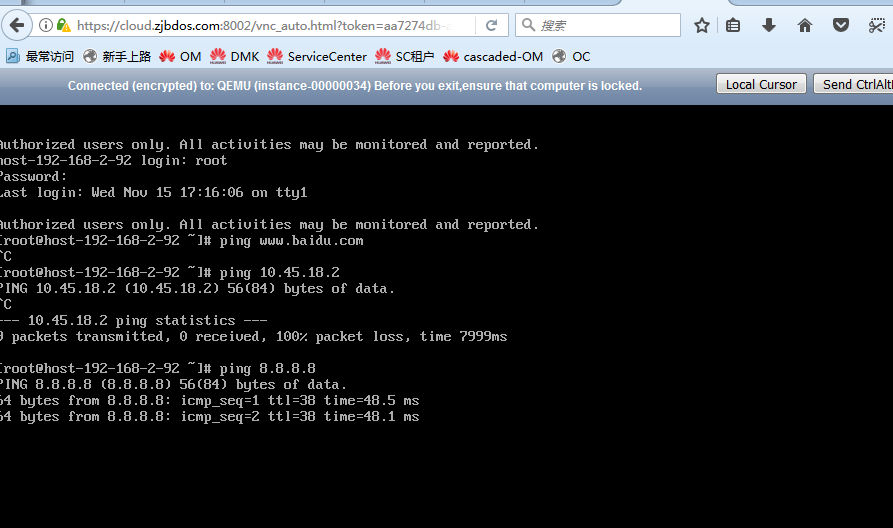 https://cloud.zjbdos.com:8002/vnc_auto.html?token=aa7274db-a
搜索
最常访问 新手上路 OM DMK ServiceCenter SC租户 cascaded-OM OC
Connected (encrypted) to: QEMU (instance-00000034) Before you exit,ensure that computer is locked.
Local Cursor Send CtrlAlt
Authorized users only. All activities may be monitored and reported.
host-192-168-2-92 login: root
Password:
Last login: Wed Nov 15 17:16:06 on tty1
Authorized users only. All activities may be monitored and reported.
[root@host-192-168-2-92 ~]# ping www.baidu.com
^C
[root@host-192-168-2-92 ~]# ping 10.45.18.2
PING 10.45.18.2 (10.45.18.2) 56(84) bytes of data.
^C
--- 10.45.18.2 ping statistics ---
9 packets transmitted, 0 received, 100% packet loss, time 7999ms
[root@host-192-168-2-92 ~]# ping 8.8.8.8
PING 8.8.8.8 (8.8.8.8) 56(84) bytes of data.
64 bytes from 8.8.8.8: icmp_seq=1 ttl=38 time=48.5 ms
64 bytes from 8.8.8.8: icmp_seq=2 ttl=38 time=48.1 ms